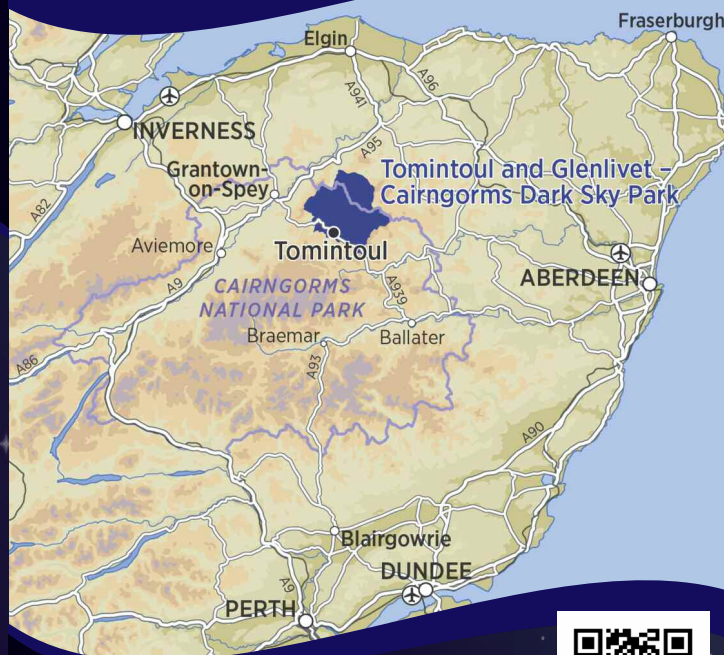 Fraserburgh
Elgin
A96
A941
INVERNESS
A95
Grantown-
on-Spey
Tomintoul and Glenlivet –
Cairngorms Dark Sky Park
A82
Aviemore
Tomintoul
ABERDEEN
A9
CAIRNGORMS
NATIONAL PARK
A939
Braemar
Ballater
A86
A93
A90
Blairgowrie
DUNDEE
A9
PERTH